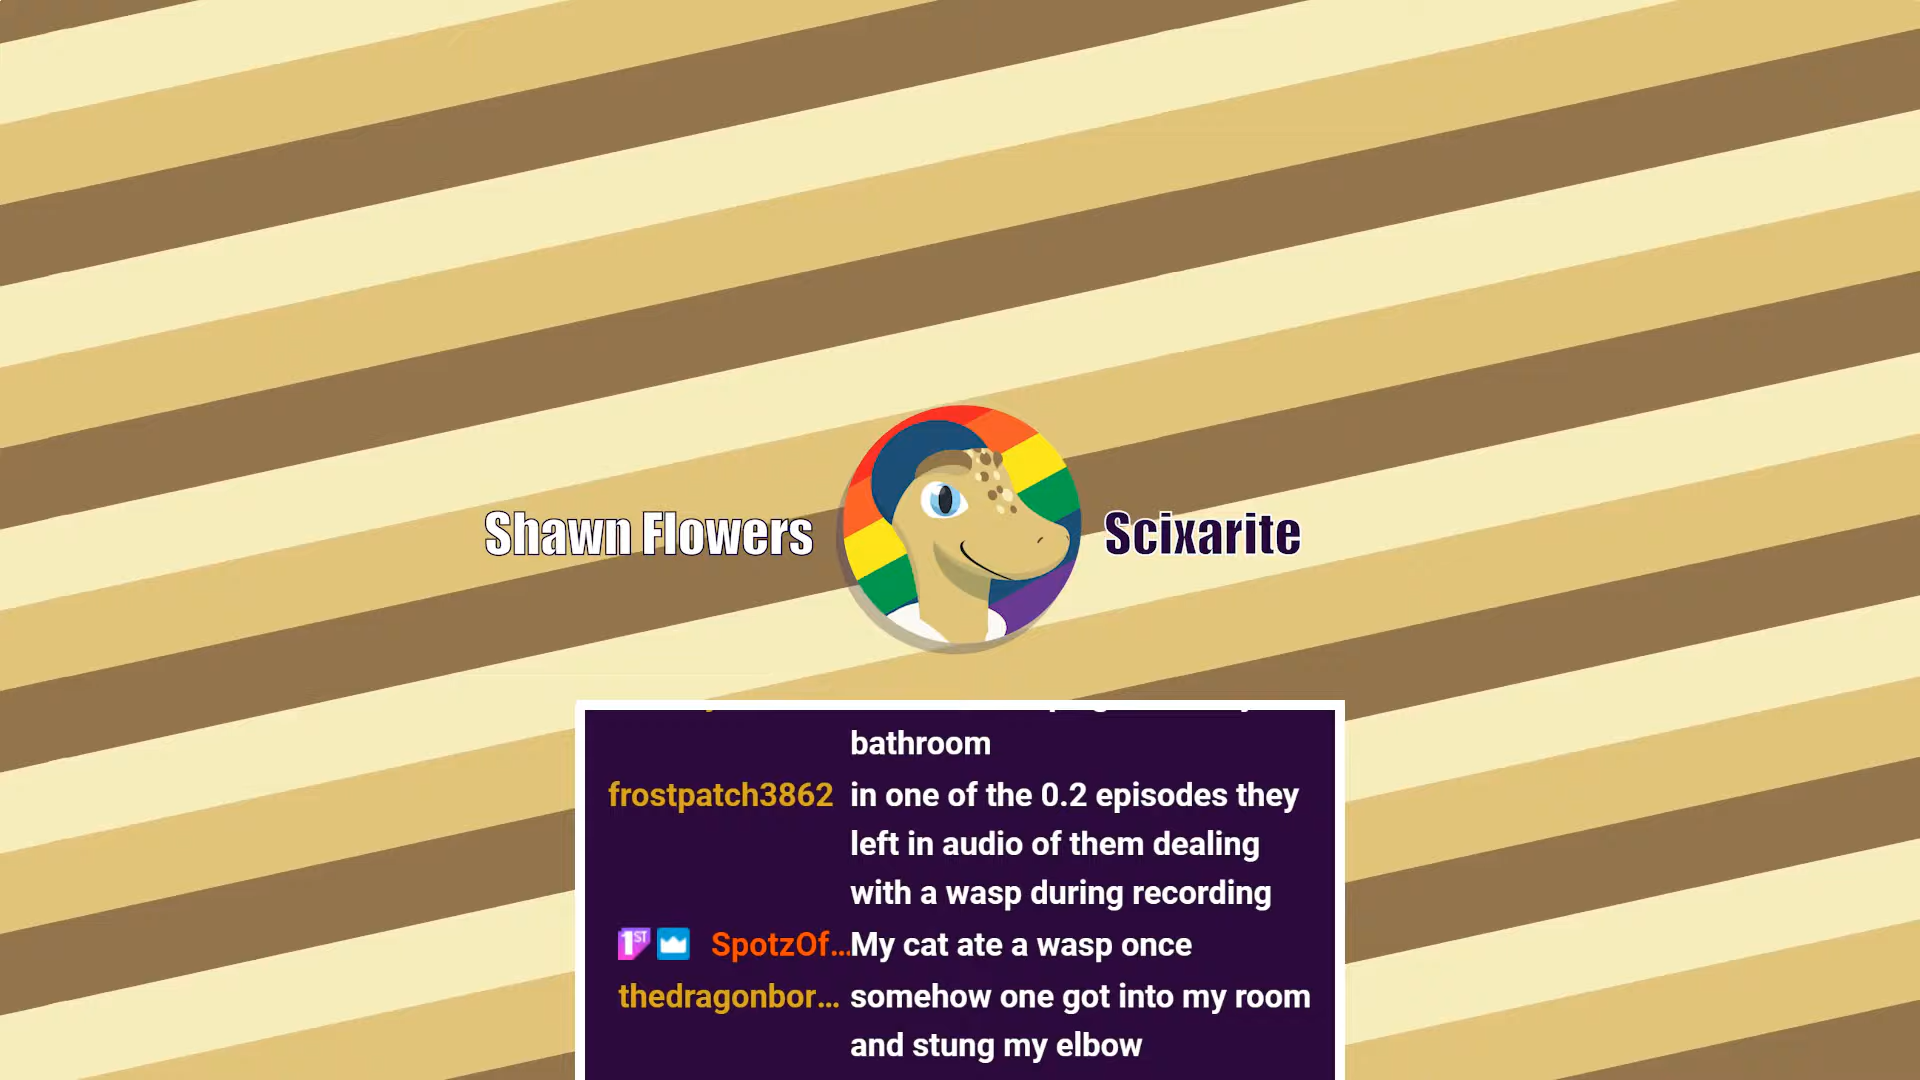 Shawn Flowers
Scixarite
bathroom
frostpatch3862 in one of the 0.2 episodes they
left in audio of them dealing
with a wasp during recording
1ST SpotzOf... My cat ate a wasp once
thedragonbor... somehow one got into my room
and stung my elbow